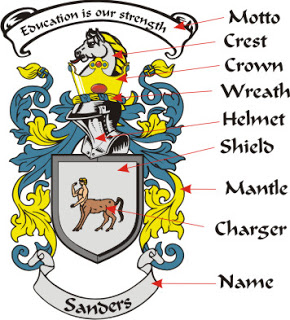 Education is our strength
Motto
Crest
Crown
Wreath
Helmet
Shield
Mantle
Charger
Name
Sanders